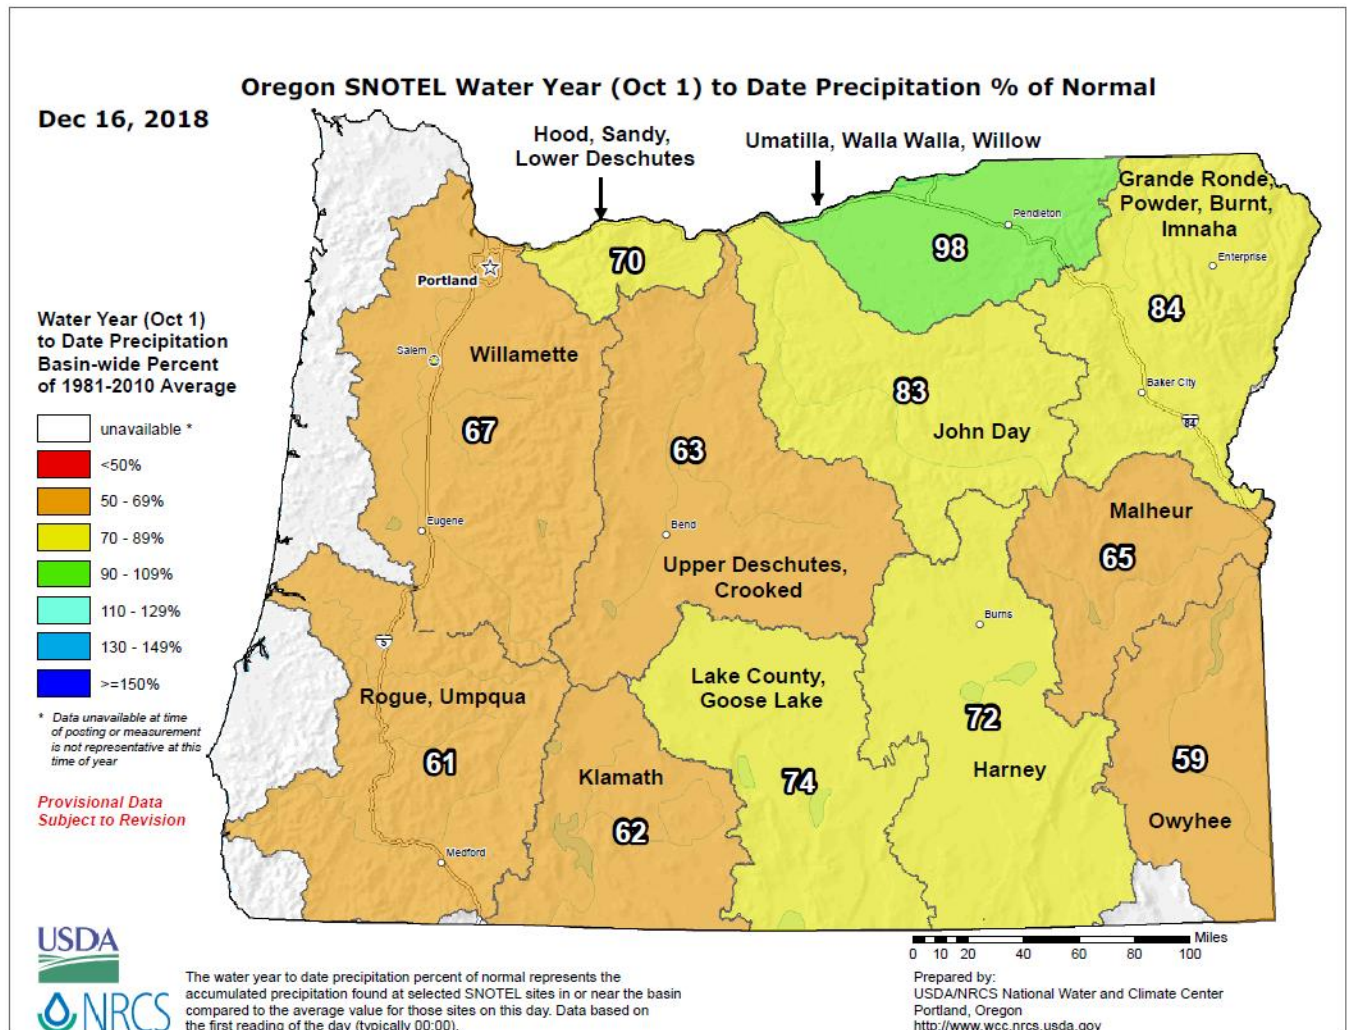 Oregon SNOTEL Water Year (Oct 1) to Date Precipitation % of Normal
Dec 16, 2018
Hood, Sandy,
Lower Deschutes
Umatilla, Walla Walla, Willow
Grande Ronde,
Powder, Burnt,
Imnaha
Pendleton
Enterprise
98
70
84
Portland
Salem
Willamette
67
63
83
John Day
Baker City
84
Water Year (Oct 1)
to Date Precipitation
Basin-wide Percent
of 1981-2010 Average
unavailable *
<50%
50 - 69%
70 - 89%
90 - 109%
110 - 129%
130 - 149%
>=150%
* Data unavailable at time
of posting or measurement
is not representative at this
time of year
Provisional Data
Subject to Revision
Eugene
Bend
Upper Deschutes,
Crooked
Malheur
65
Burns
5
Rogue, Umpqua
61
Lake County,
Goose Lake
74
72
Harney
Klamath
62
59
Owyhee
Medford
Miles
0 10 20 40 60 80 100
USDA
NRCS
The water year to date precipitation percent of normal represents the
accumulated precipitation found at selected SNOTEL sites in or near the basin
compared to the average value for those sites on this day. Data based on
the first reading of the day (typically 00:00).
Prepared by:
USDA/NRCS National Water and Climate Center
Portland, Oregon
http://www.wcc.nrcs.usda.gov